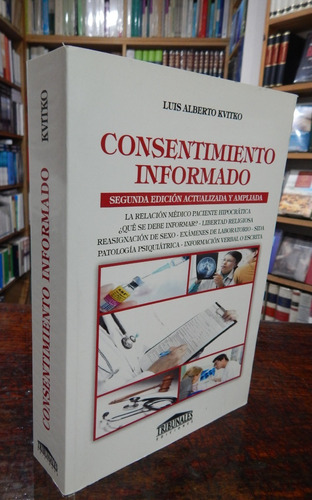 LUIS ALBERTO KVITKO
CONSENTIMIENTO
INFORMADO
SEGUNDA EDICIÓN ACTUALIZADA Y AMPLIADA
LA RELACIÓN MÉDICO PACIENTE HIPOCRÁTICA
¿QUÉ SE DEBE INFORMAR? - LIBERTAD RELIGIOSA
REASIGNACIÓN DE SEXO - EXÁMENES DE LABORATORIO - SIDA
PATOLOGÍA PSIQUIÁTRICA - INFORMACIÓN VERBAL O ESCRITA
TRIBUNALES
EDICIONES
CONSENTIMIENTO INFORMADO
KVITKO